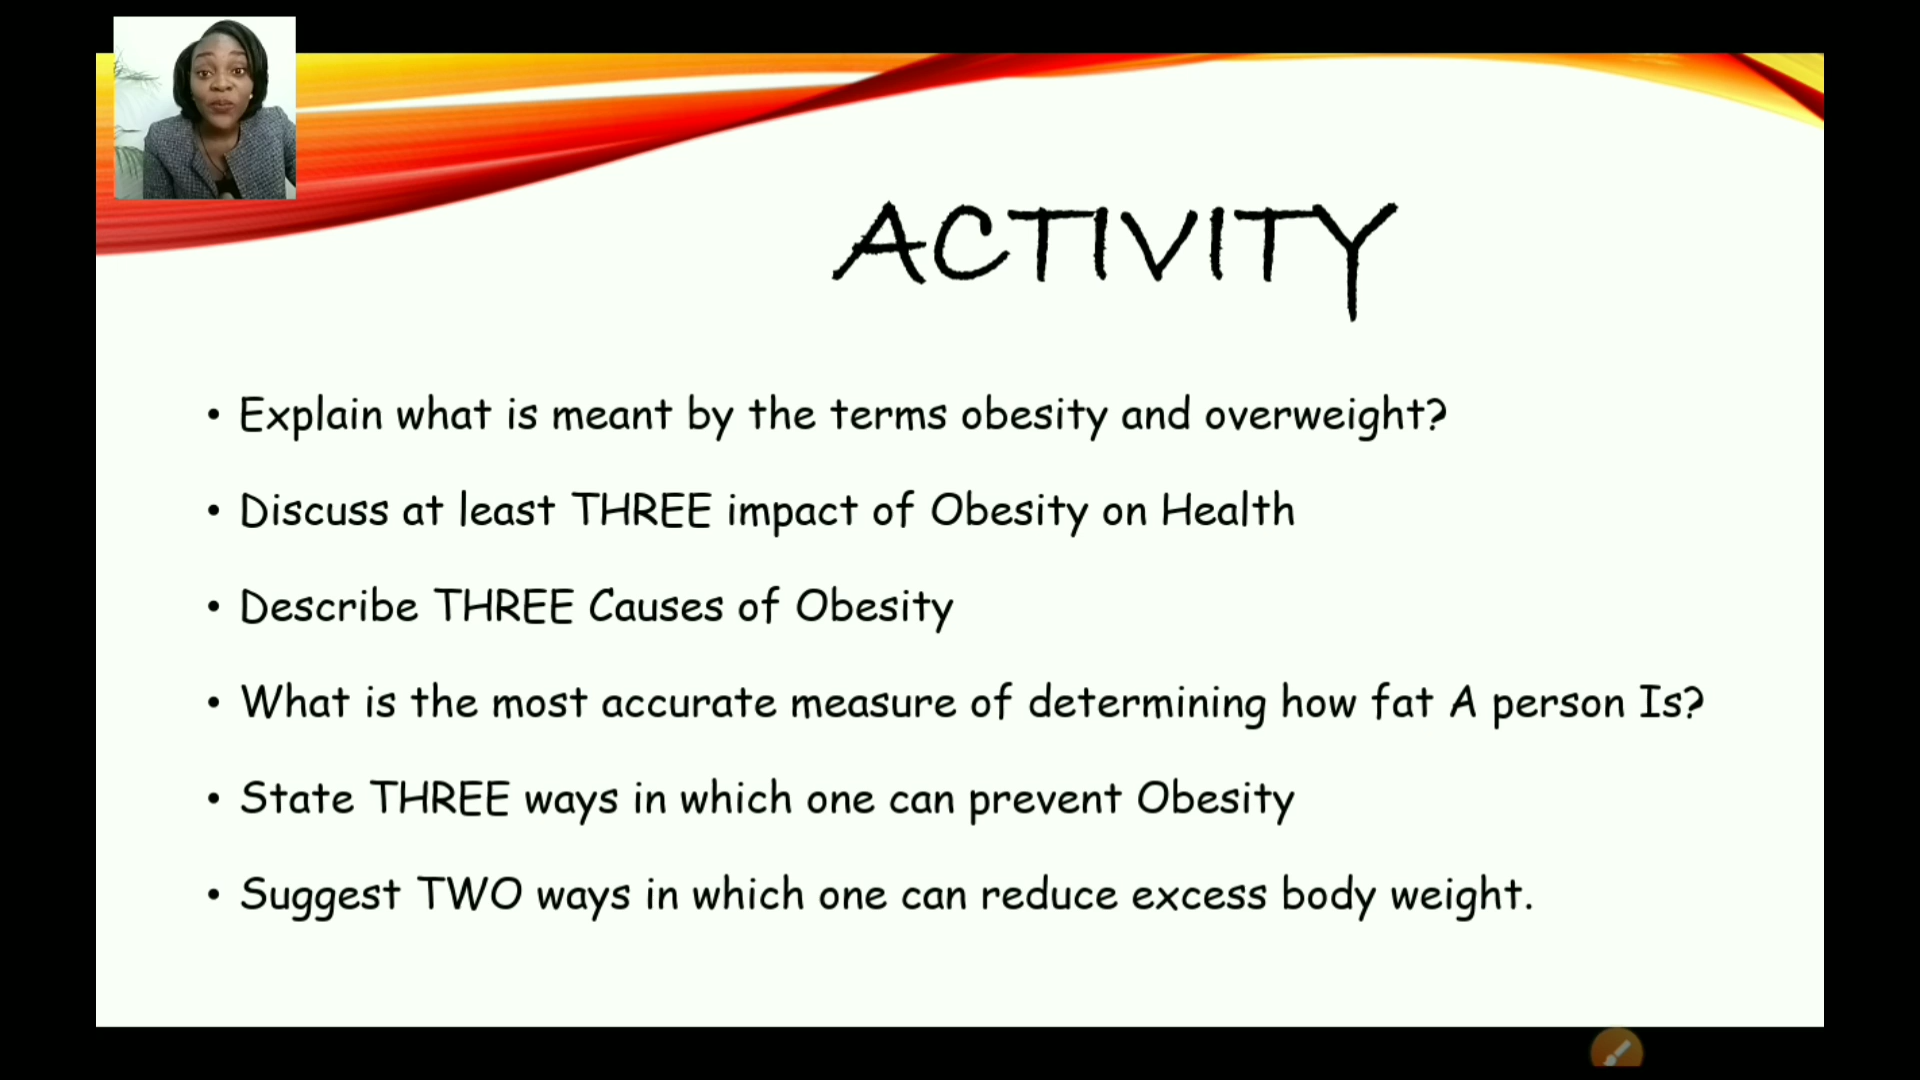 ACTIVITY
• Explain what is meant by the terms obesity and overweight?
• Discuss at least THREE impact of Obesity on Health
• Describe THREE Causes of Obesity
• What is the most accurate measure of determining how fat A person Is?
• State THREE ways in which one can prevent Obesity
• Suggest TWO ways in which one can reduce excess body weight.